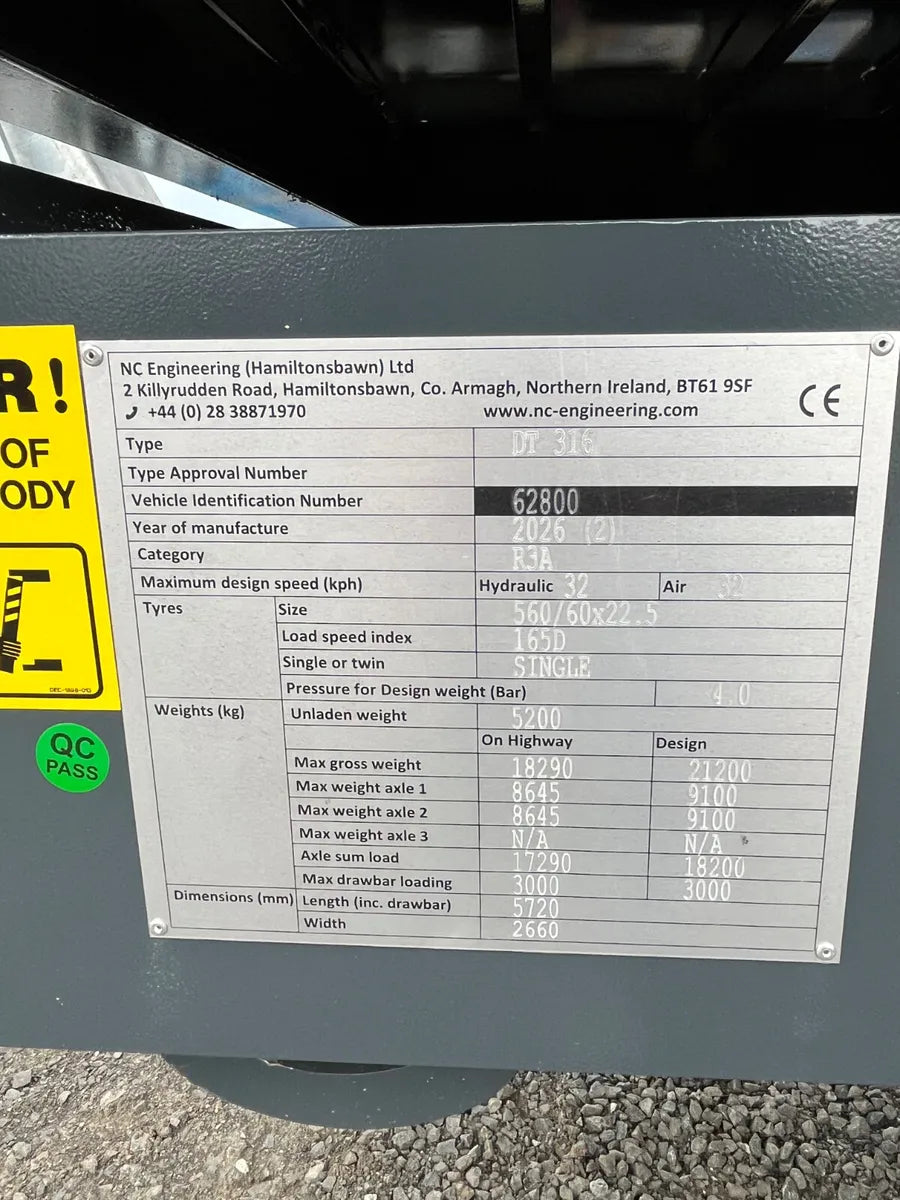 R!
OF
ODY
DEC-1998-013
QC
PASS
NC Engineering (Hamiltonsbawn) Ltd
2 Killyrudden Road, Hamiltonsbawn, Co. Armagh, Northern Ireland, BT61 9SF
+44 (0) 28 38871970 www.nc-engineering.com CE
Type DT 316
Type Approval Number
Vehicle Identification Number 62800
Year of manufacture 2026 (2)
Category R3A
Maximum design speed (kph) Hydraulic 32 Air 32
Tyres Size 560/60x22.5
Load speed index 165D
Single or twin SINGLE
Pressure for Design weight (Bar) 4.0
Weights (kg) Unladen weight 5200
On Highway Design
Max gross weight 18290 21200
Max weight axle 1 8645 9100
Max weight axle 2 8645 9100
Max weight axle 3 N/A N/A
Axle sum load 17290 18200
Max drawbar loading 3000 3000
Dimensions (mm) Length (inc. drawbar) 5720
Width 2660